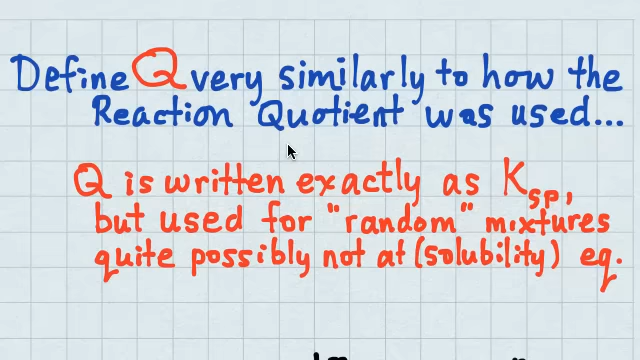 Define Q very similarly to how the
Reaction Quotient was used...
Q is written exactly as Ksp,
but used for "random" mixtures
quite possibly not at (solubility) eq.